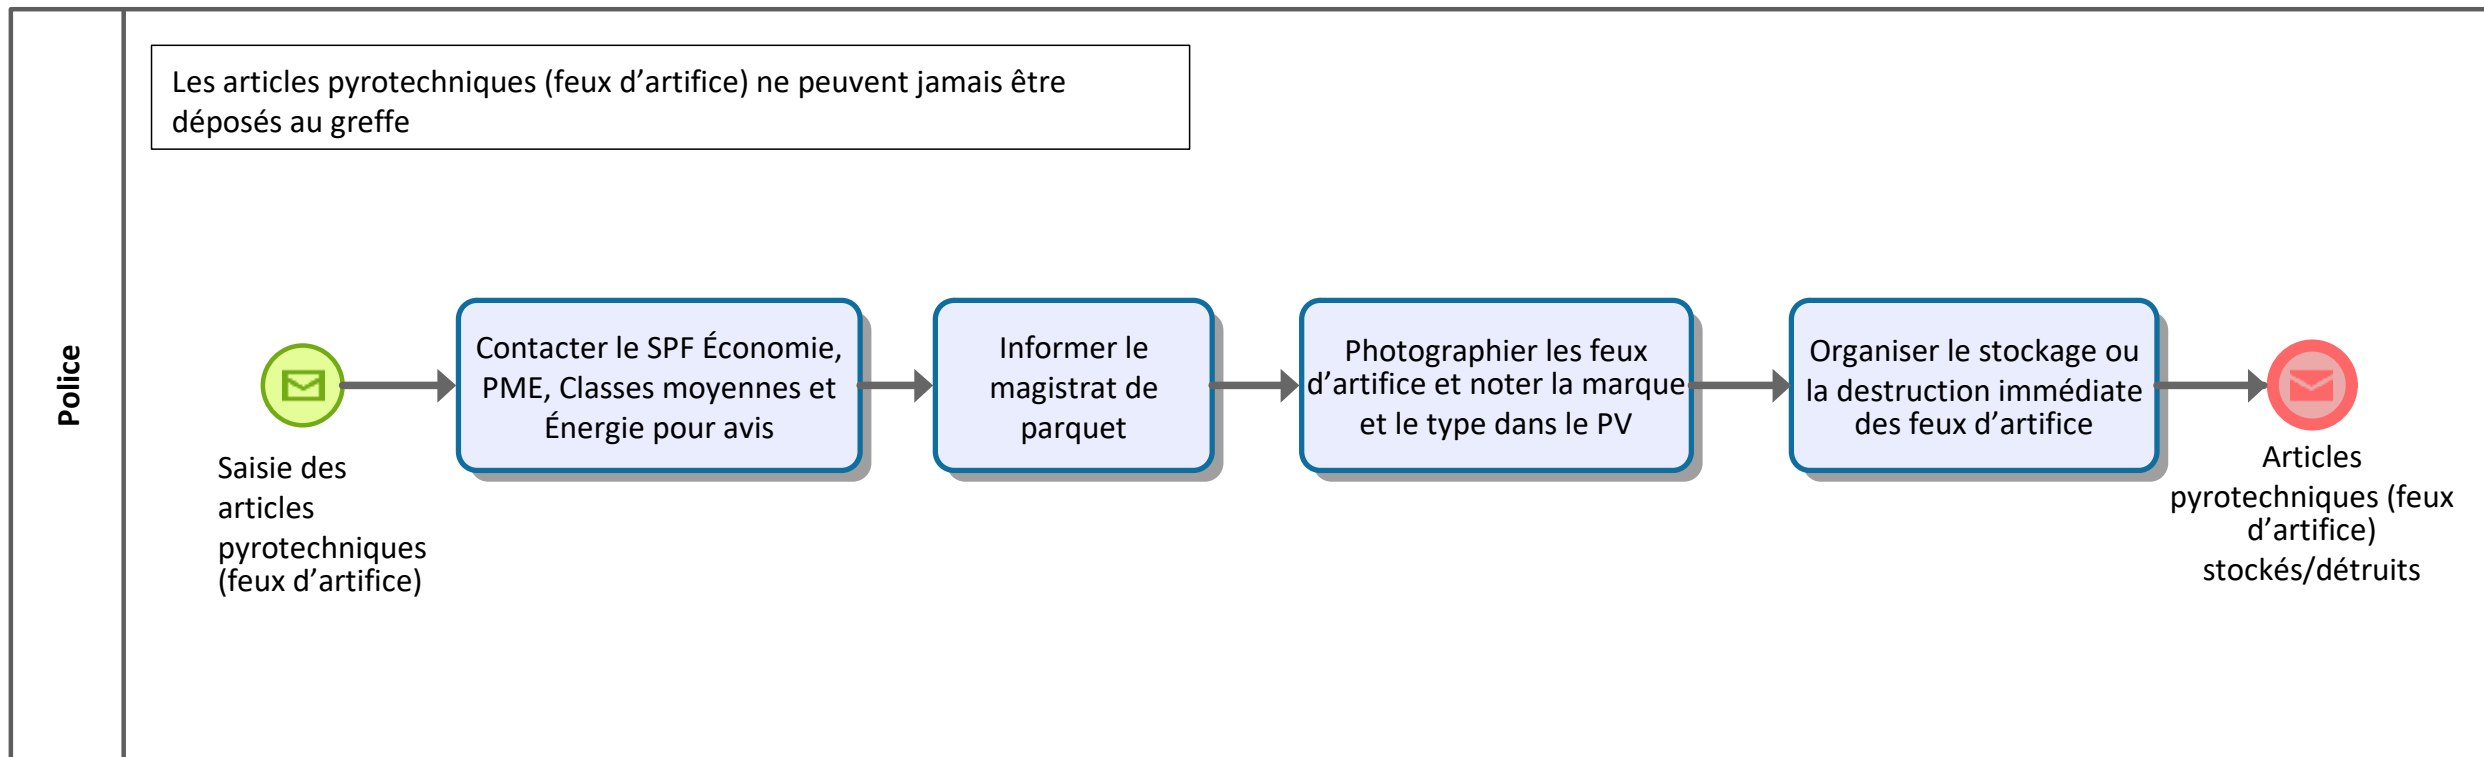 Police
Les articles pyrotechniques (feux d’artifice) ne peuvent jamais être
déposés au greffe
Saisie des
articles
pyrotechniques
(feux d’artifice)
Contacter le SPF Économie,
PME, Classes moyennes et
Énergie pour avis
Informer le
magistrat de
parquet
Photographier les feux
d’artifice et noter la marque
et le type dans le PV
Organiser le stockage ou
la destruction immédiate
des feux d’artifice
Articles
pyrotechniques (feux
d’artifice)
stockés/détruits